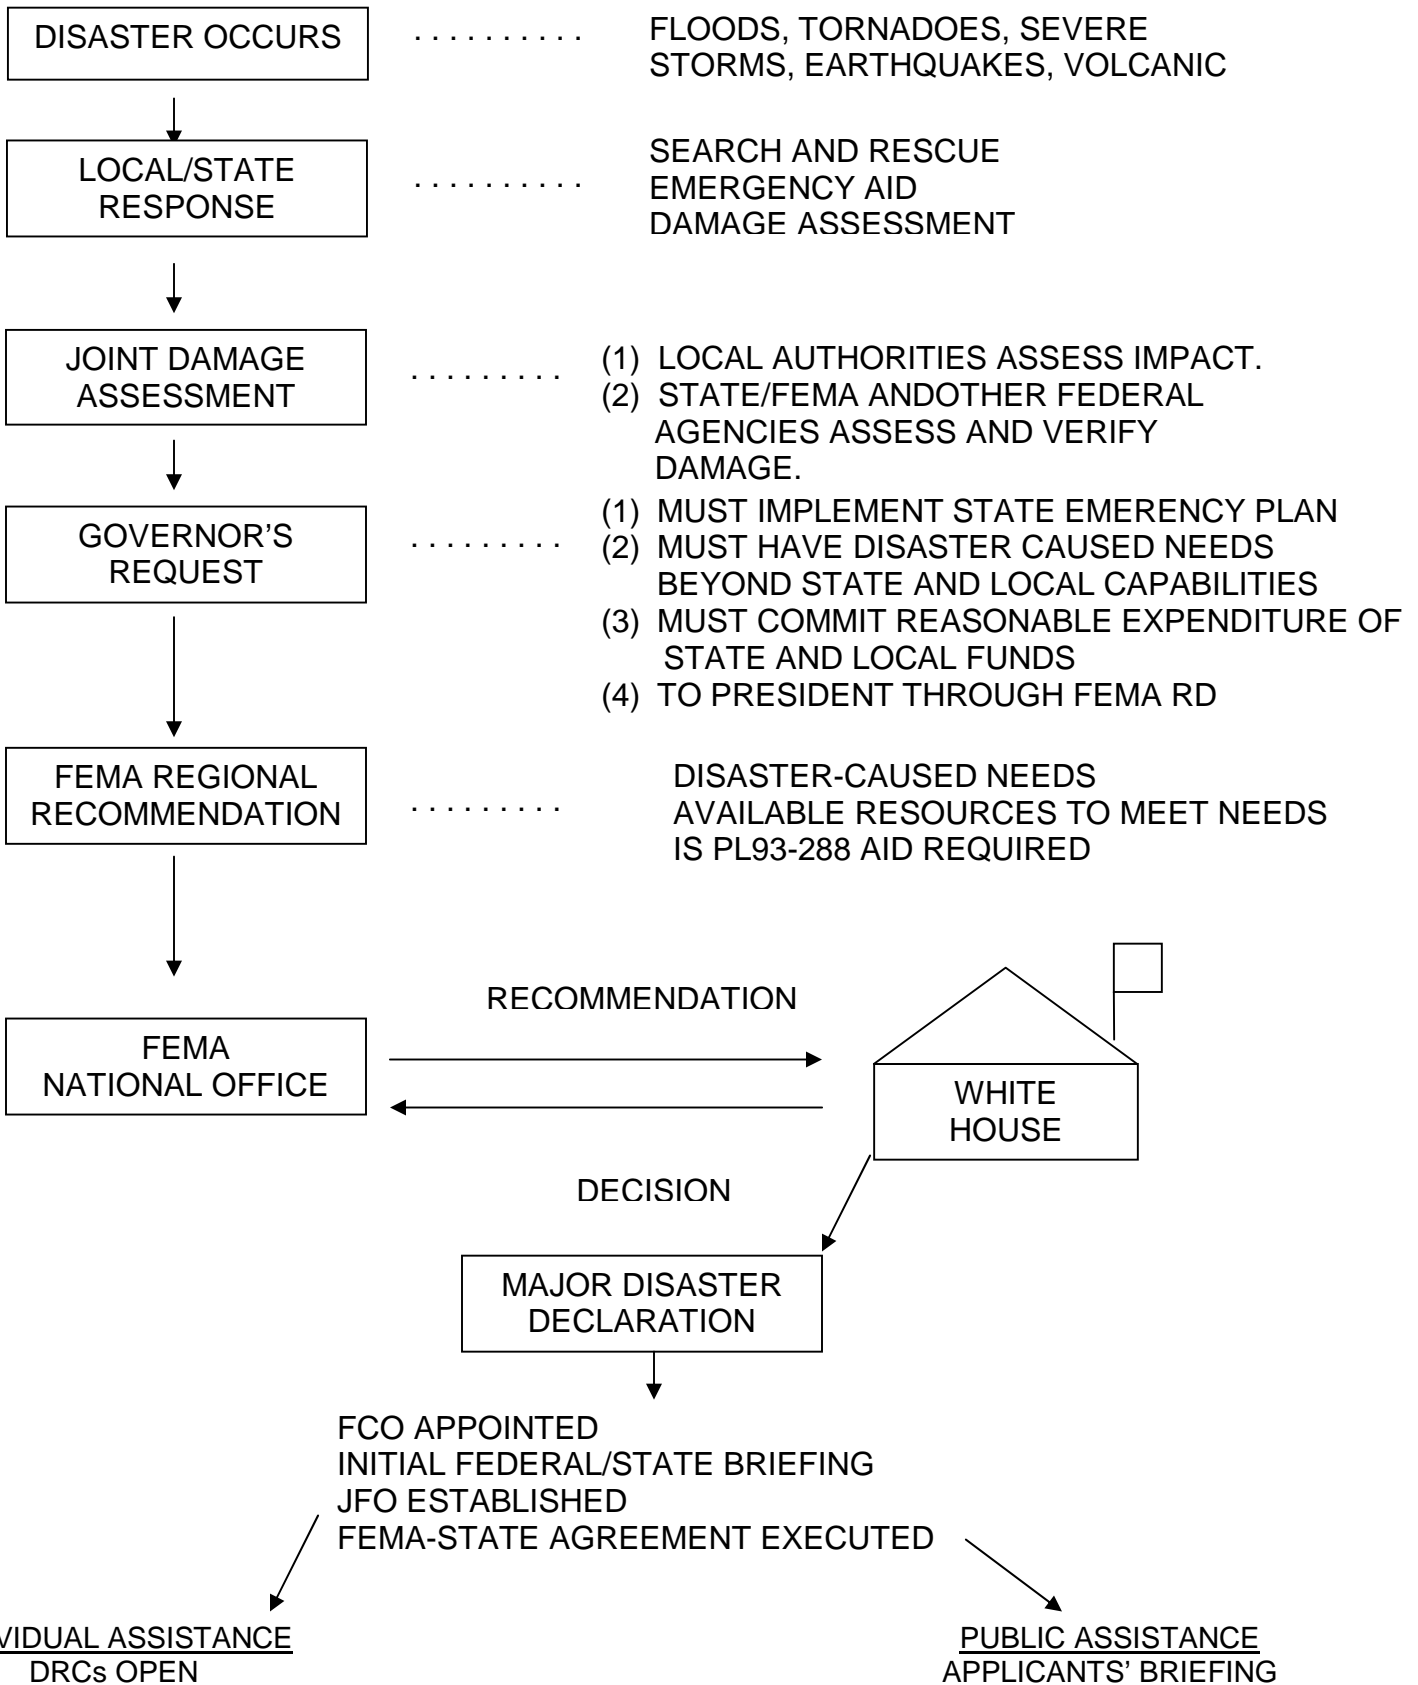 DISASTER OCCURS
FLOODS, TORNADOES, SEVERE
STORMS, EARTHQUAKES, VOLCANIC
LOCAL/STATE
RESPONSE
SEARCH AND RESCUE
EMERGENCY AID
DAMAGE ASSESSMENT
JOINT DAMAGE
ASSESSMENT
(1) LOCAL AUTHORITIES ASSESS IMPACT.
(2) STATE/FEMA ANDOTHER FEDERAL
AGENCIES ASSESS AND VERIFY
DAMAGE.
GOVERNOR'S
REQUEST
(1) MUST IMPLEMENT STATE EMERENCY PLAN
(2) MUST HAVE DISASTER CAUSED NEEDS
BEYOND STATE AND LOCAL CAPABILITIES
(3) MUST COMMIT REASONABLE EXPENDITURE OF
STATE AND LOCAL FUNDS
(4) TO PRESIDENT THROUGH FEMA RD
FEMA REGIONAL
RECOMMENDATION
DISASTER-CAUSED NEEDS
AVAILABLE RESOURCES TO MEET NEEDS
IS PL93-288 AID REQUIRED
RECOMMENDATION
FEMA
NATIONAL OFFICE
WHITE
HOUSE
DECISION
MAJOR DISASTER
DECLARATION
FCO APPOINTED
INITIAL FEDERAL/STATE BRIEFING
JFO ESTABLISHED
FEMA-STATE AGREEMENT EXECUTED
VIDUAL ASSISTANCE
DRCs OPEN
PUBLIC ASSISTANCE
APPLICANTS' BRIEFING